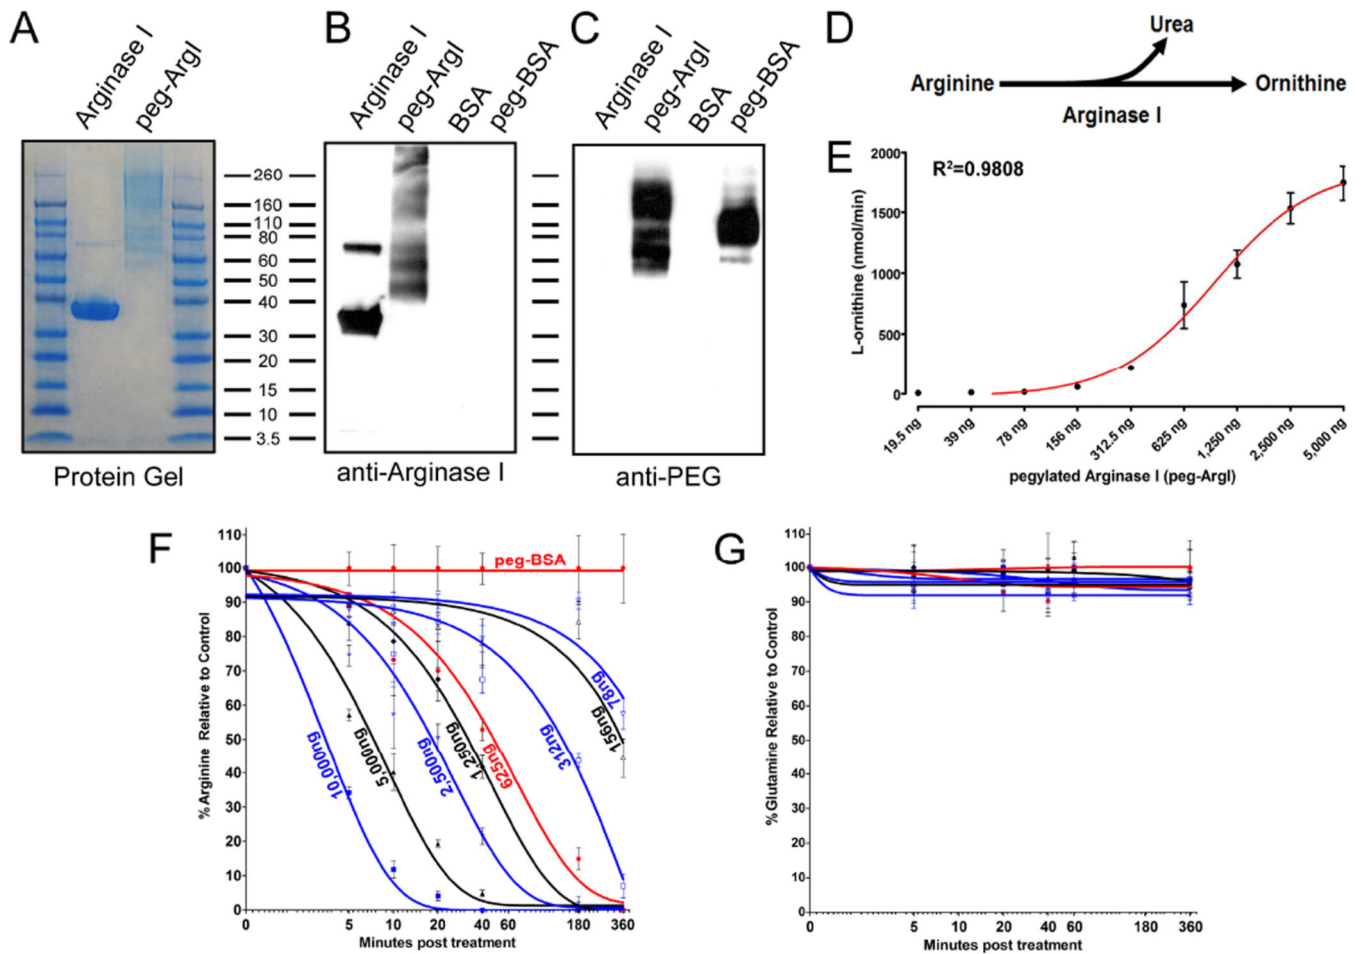 A
Arginase I
peg-ArgI
260
160
110
80
60
50
40
30
20
15
10
3.5
Protein Gel
B
Arginase I
peg-ArgI
BSA
peg-BSA
anti-Arginase I
C
Arginase I
peg-ArgI
BSA
peg-BSA
anti-PEG
D
Urea
Arginine
Ornithine
Arginase I
E
R²=0.9808
L-ornithine (nmol/min)
2000
1500
1000
500
0
19.5 ng
39 ng
78 ng
156 ng
312.5 ng
625 ng
1,250 ng
2,500 ng
5,000 ng
pegylated Arginase I (peg-ArgI)
F
% Arginine Relative to Control
110
100
90
80
70
60
50
40
30
20
10
0
peg-BSA
10,000ng
5,000ng
2,500ng
1,250ng
625ng
312ng
156ng
78ng
0 5 10 20 40 60 180 360
Minutes post treatment
G
% Glutamine Relative to Control
110
100
90
80
70
60
50
40
30
20
10
0
0 5 10 20 40 60 180 360
Minutes post treatment